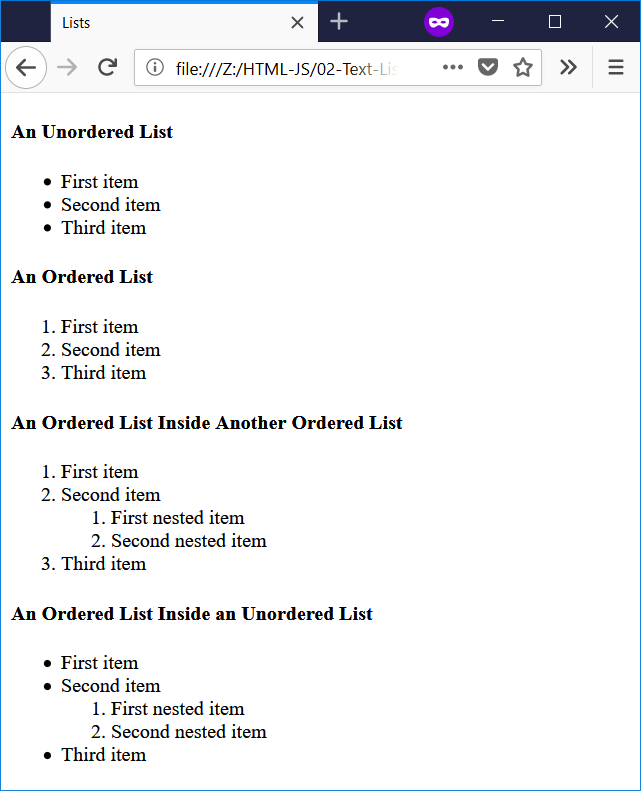 Lists
file:///Z:/HTML-JS/02-Text-Lis
An Unordered List
• First item
• Second item
• Third item
An Ordered List
1. First item
2. Second item
3. Third item
An Ordered List Inside Another Ordered List
1. First item
2. Second item
1. First nested item
2. Second nested item
3. Third item
An Ordered List Inside an Unordered List
• First item
• Second item
1. First nested item
2. Second nested item
• Third item